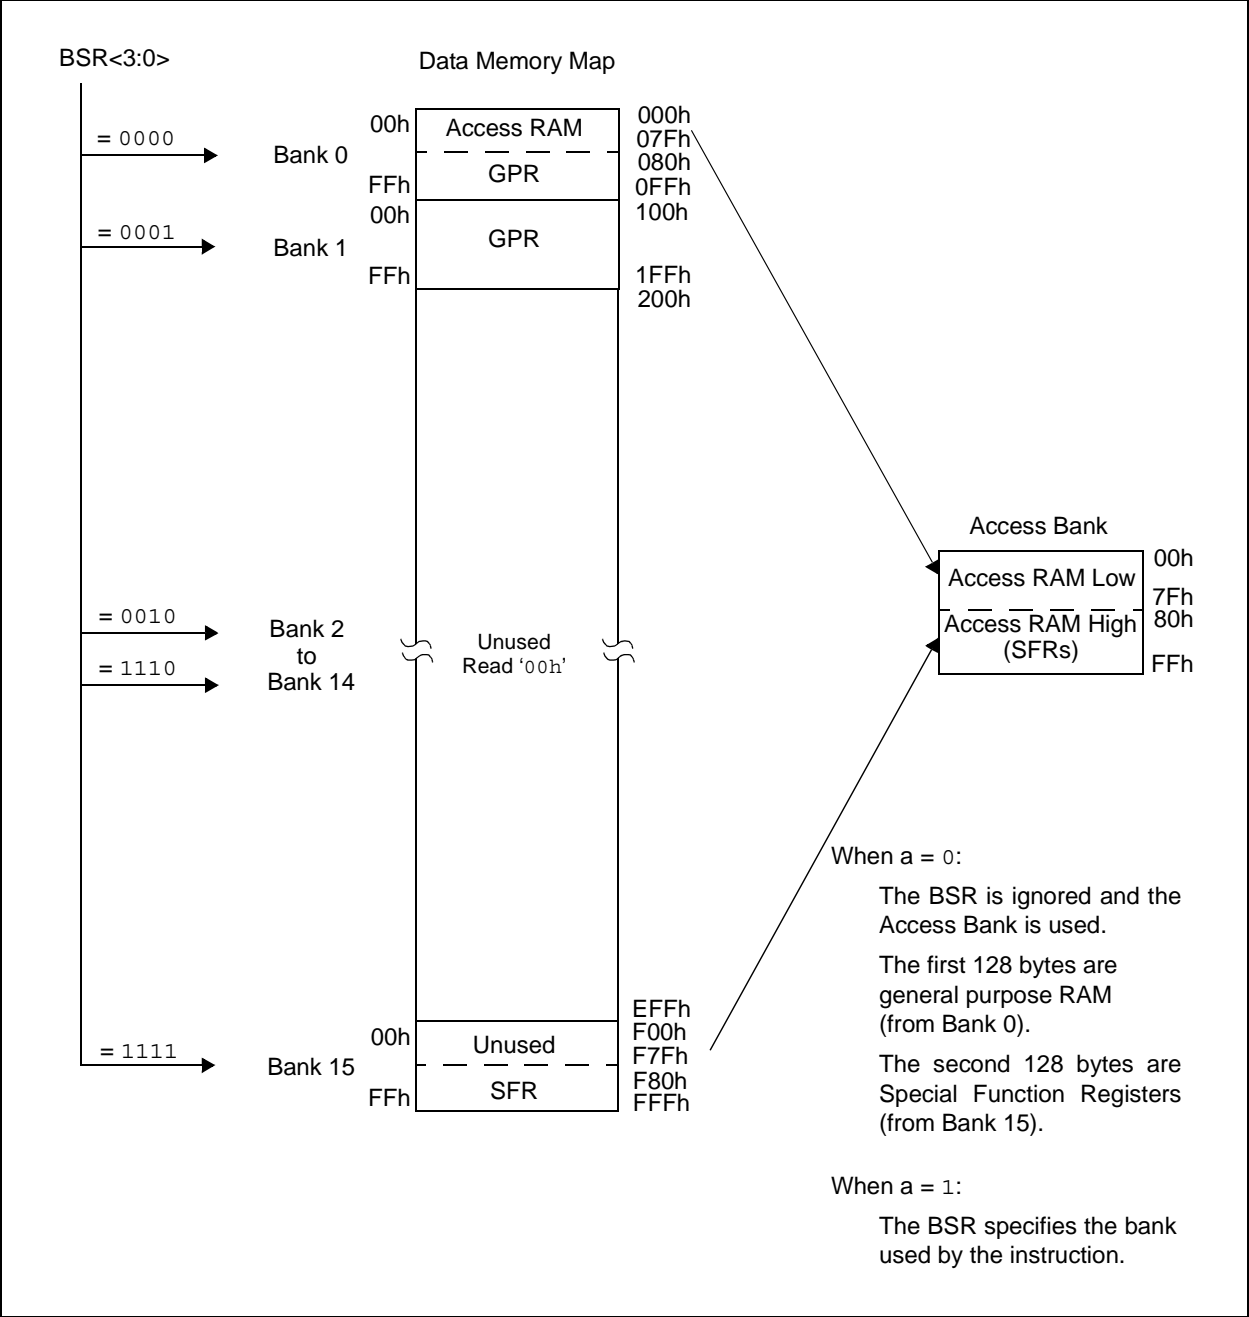 BSR<3:0>
Data Memory Map
= 0000
Bank 0
00h
Access RAM
000h
07Fh
FFh
GPR
080h
0FFh
= 0001
Bank 1
00h
GPR
100h
FFh
1FFh
200h
= 0010
Bank 2
to
= 1110
Bank 14
Unused
Read ‘00h’
Access Bank
Access RAM Low
00h
7Fh
Access RAM High
(SFRs)
80h
FFh
EFFh
= 1111
Bank 15
00h
Unused
F00h
F7Fh
FFh
SFR
F80h
FFFh
When a = 0:
The BSR is ignored and the
Access Bank is used.
The first 128 bytes are
general purpose RAM
(from Bank 0).
The second 128 bytes are
Special Function Registers
(from Bank 15).
When a = 1:
The BSR specifies the bank
used by the instruction.